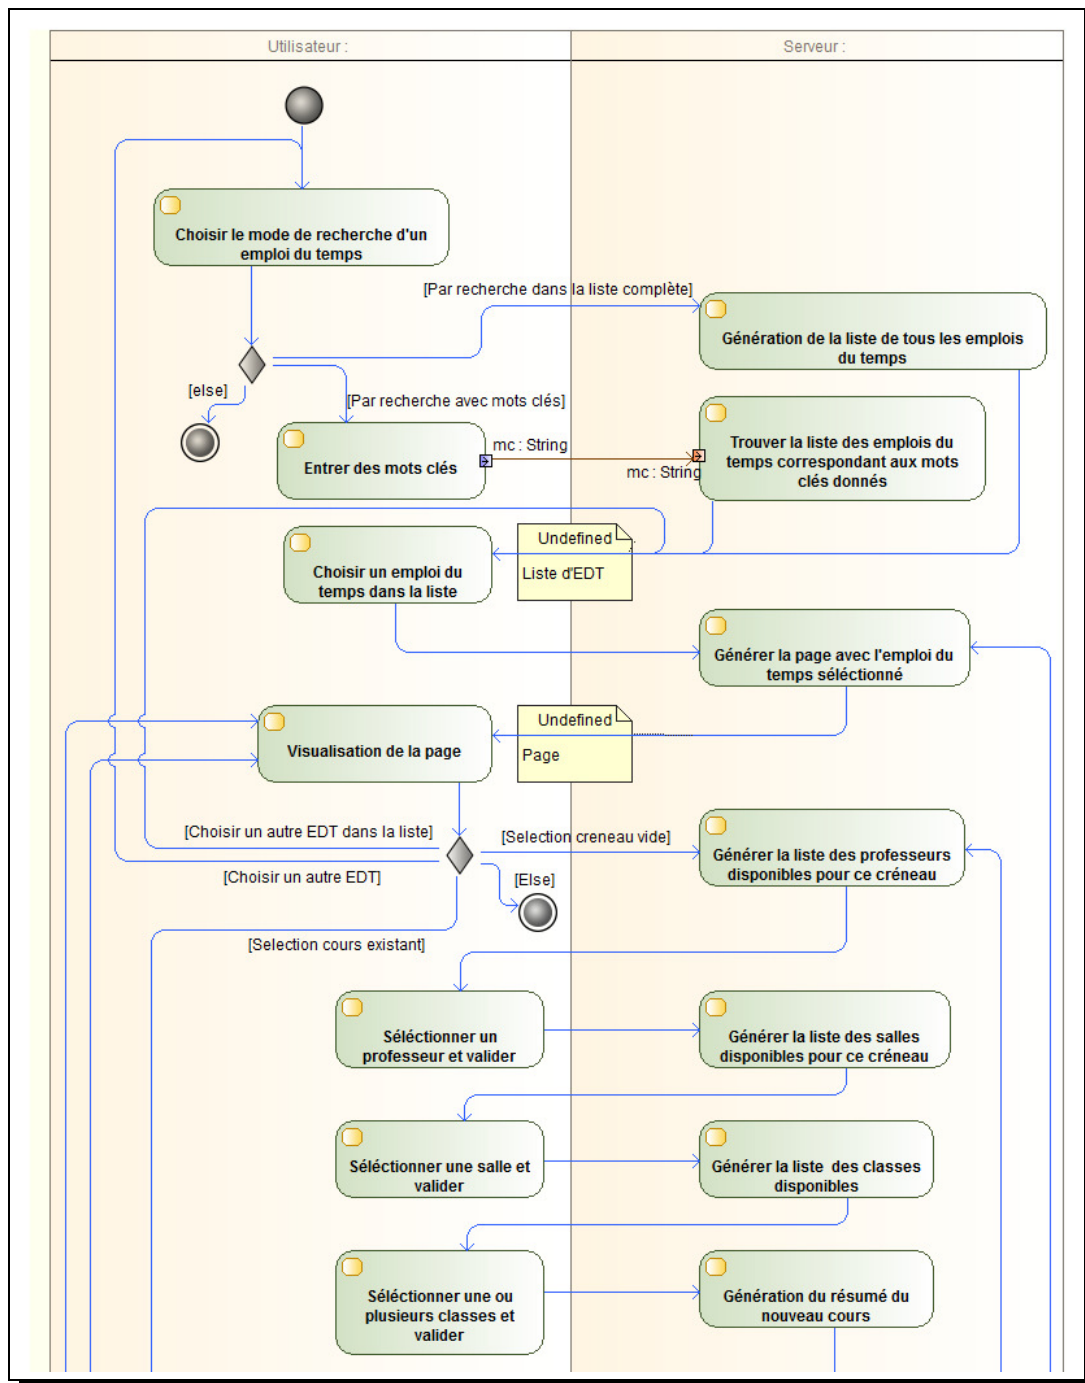 Utilisateur :
Serveur :
Choisir le mode de recherche d'un
emploi du temps
[Par recherche dans la liste complète]
Génération de la liste de tous les emplois
du temps
[else]
[Par recherche avec mots clés]
Entrer des mots clés
mc : String
mc : String
Trouver la liste des emplois du
temps correspondant aux mots
clés donnés
Choisir un emploi du
temps dans la liste
Undefined
Liste d'EDT
Générer la page avec l'emploi du
temps séléctionné
Visualisation de la page
Undefined
Page
[Choisir un autre EDT dans la liste]
[Selection creneau vide]
Générer la liste des professeurs
disponibles pour ce créneau
[Choisir un autre EDT]
[Else]
[Selection cours existant]
Séléctionner un
professeur et valider
Générer la liste des salles
disponibles pour ce créneau
Séléctionner une salle et
valider
Générer la liste  des classes
disponibles
Séléctionner une ou
plusieurs classes et
valider
Génération du résumé du
nouveau cours